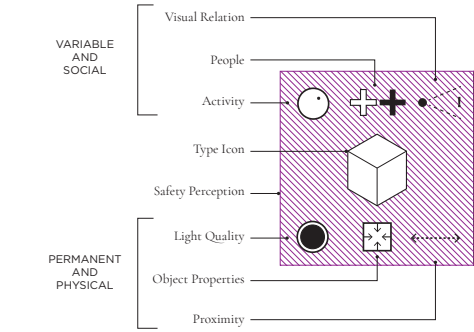 Visual Relation
VARIABLE
AND
SOCIAL
People
Activity
Type Icon
Safety Perception
Light Quality
PERMANENT
AND
PHYSICAL
Object Properties
Proximity